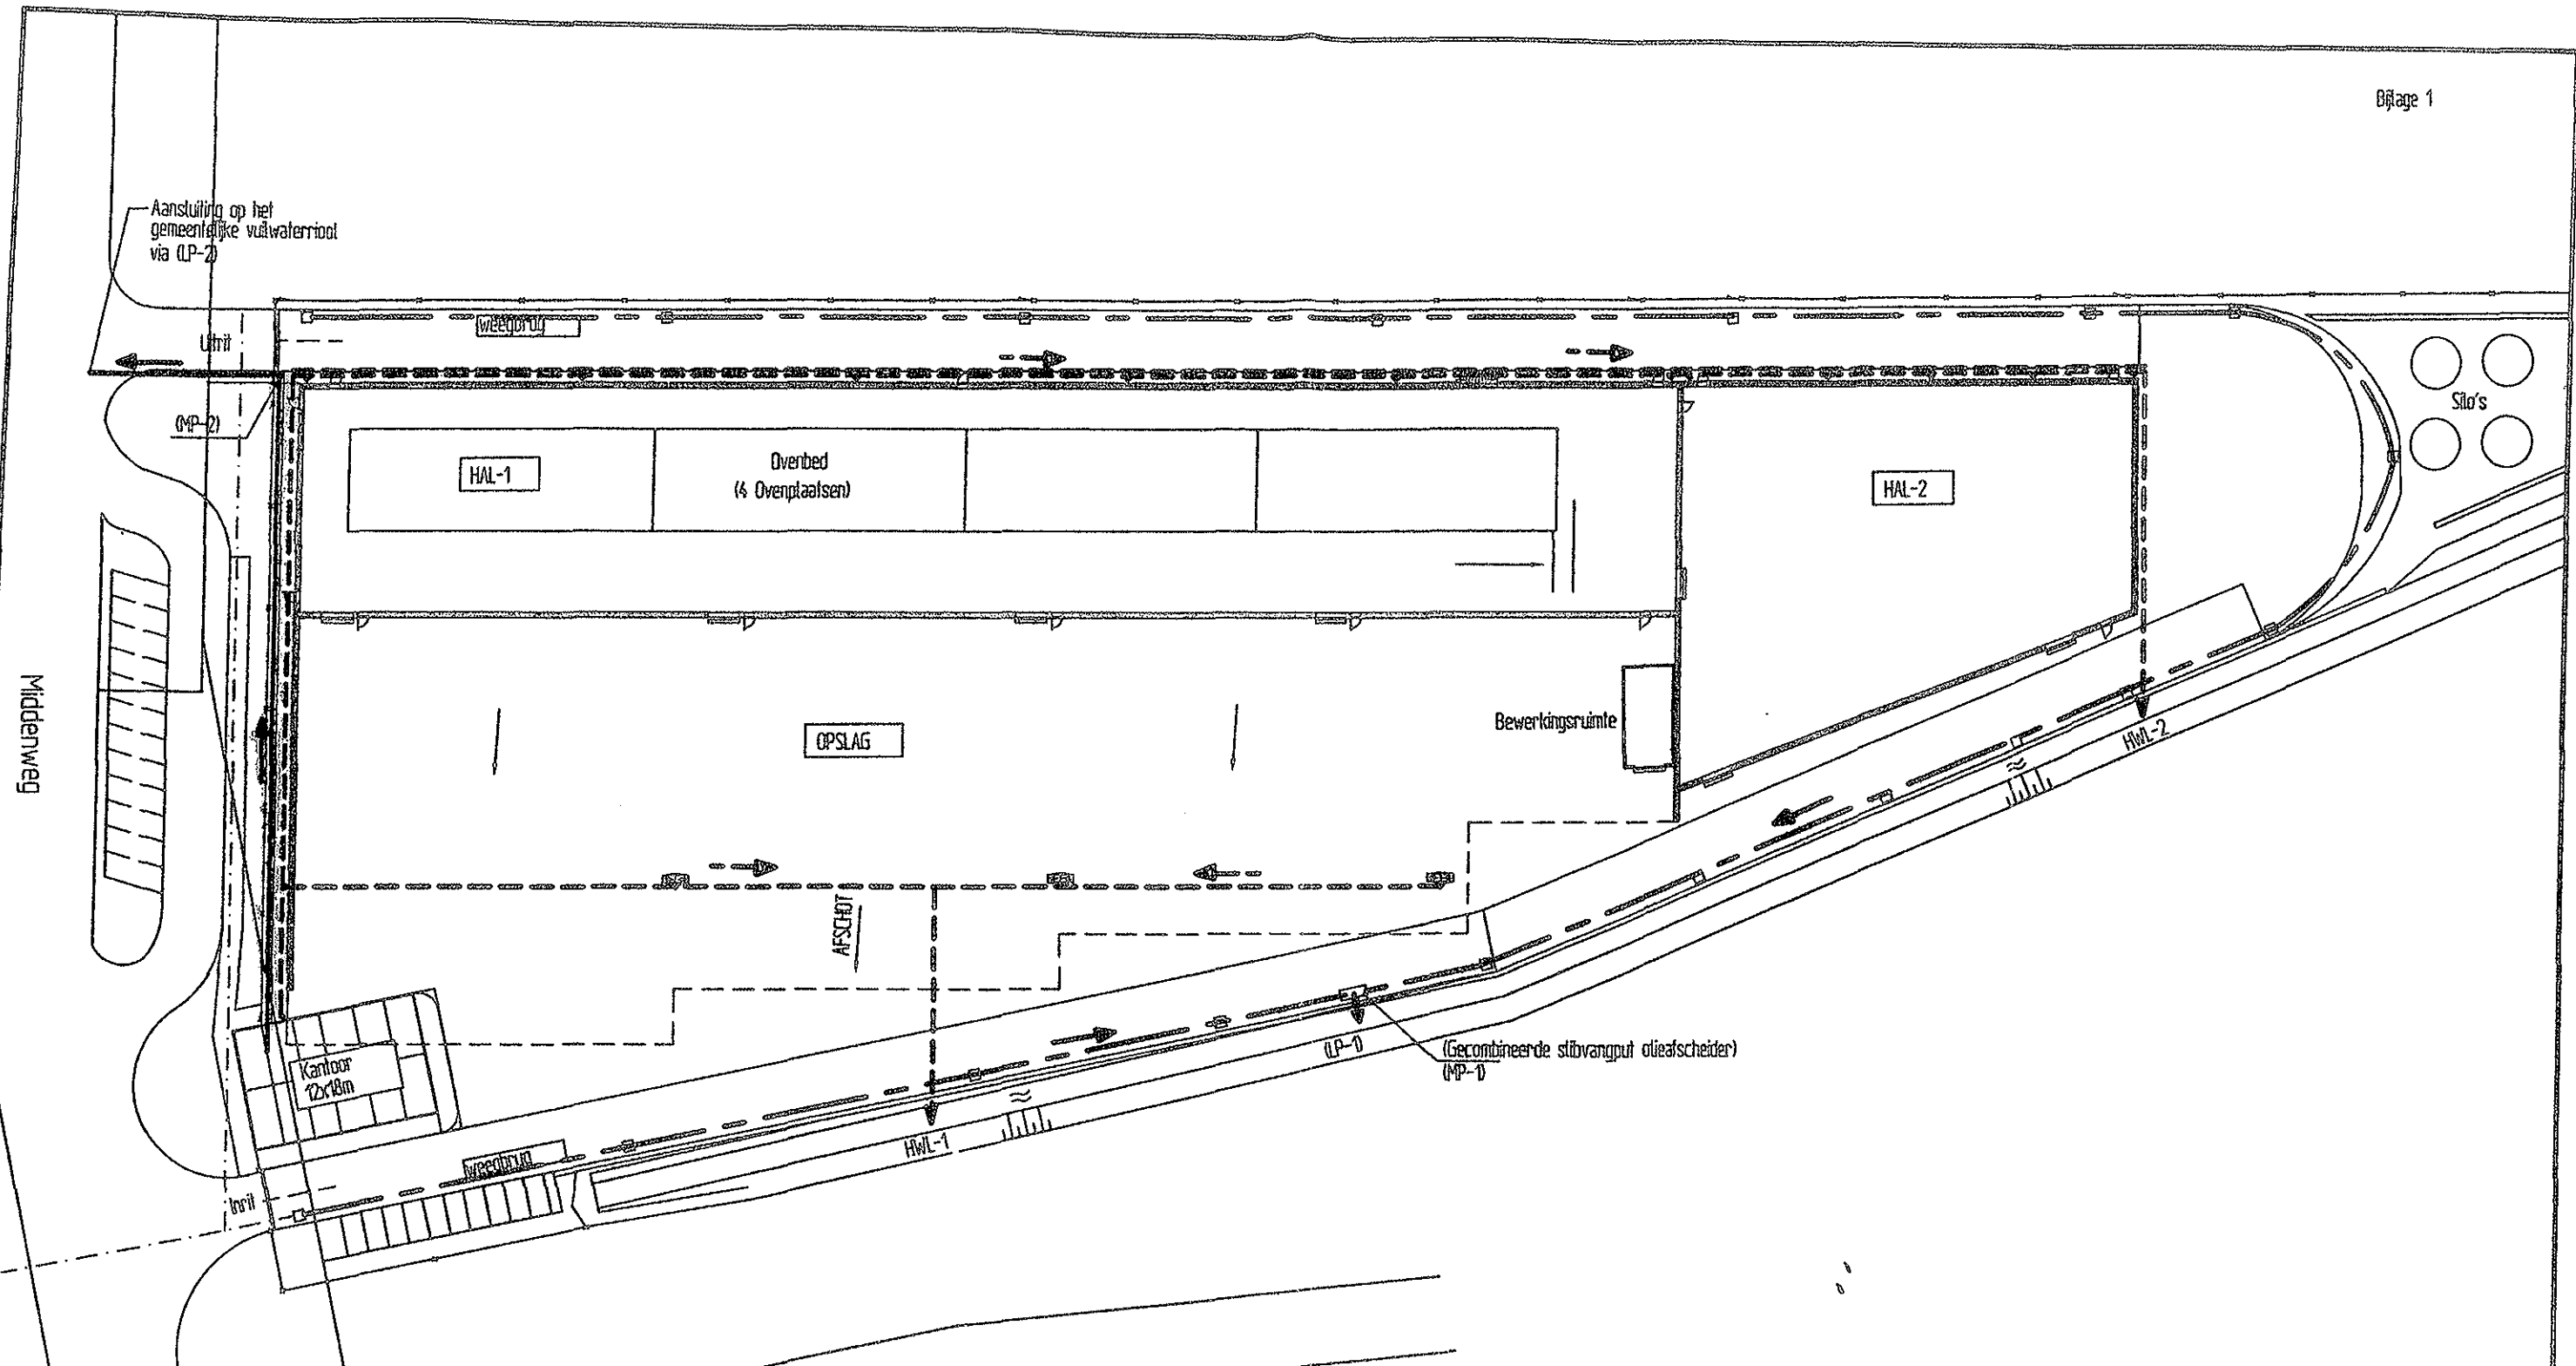 Bijlage 1
Aansluiting op het
gemeentelijke vuilwaterriool
via (LP-2)
weegbrug
Uitrit
(MP-2)
HAL-1
Ovenbed
(4 Ovenplaatsen)
HAL-2
Silo's
Middenweg
OPSLAG
Bewerkingsruimte
HWL-2
AFSCHOT
(LP-1)
(Gecombineerde slibvangput olieafscheider)
(MP-1)
Kantoor
12x18m
HWL-1
weegbrug
Inrit